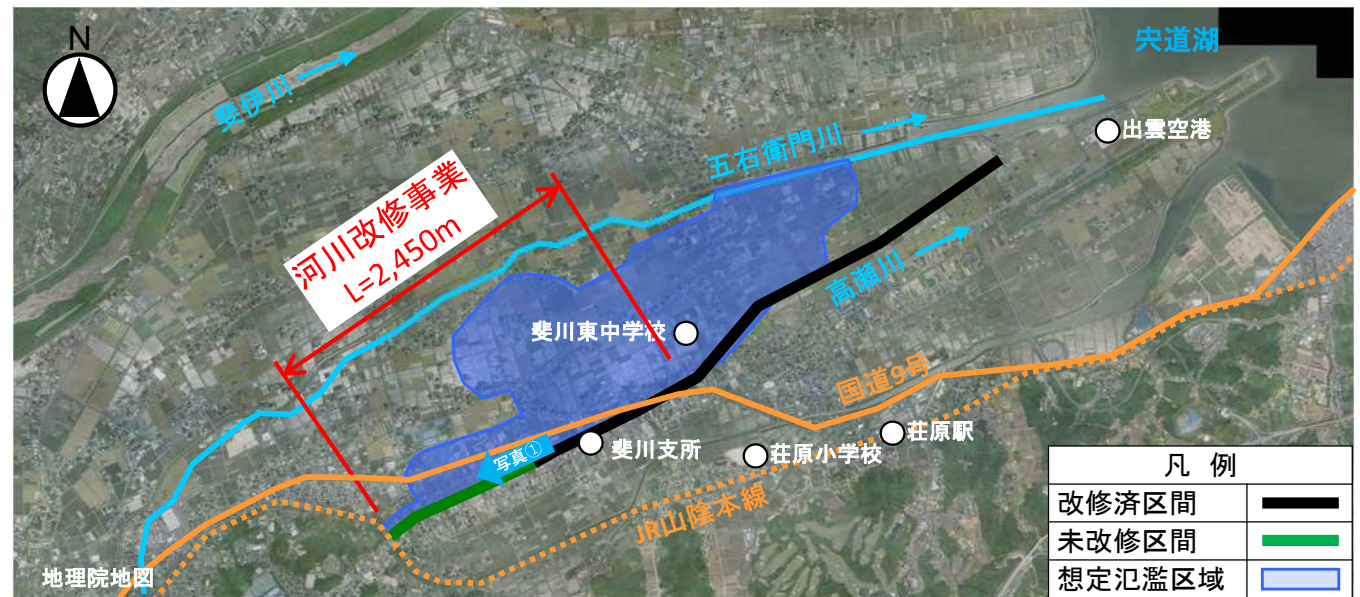 N
宍道湖
斐伊川
出雲空港
五右衛門川
河川改修事業
L=2,450m
高瀬川
斐川東中学校
国道9号
荘原駅
斐川支所
荘原小学校
写真①
JR山陰本線
地理院地図
凡 例
改修済区間
未改修区間
想定氾濫区域